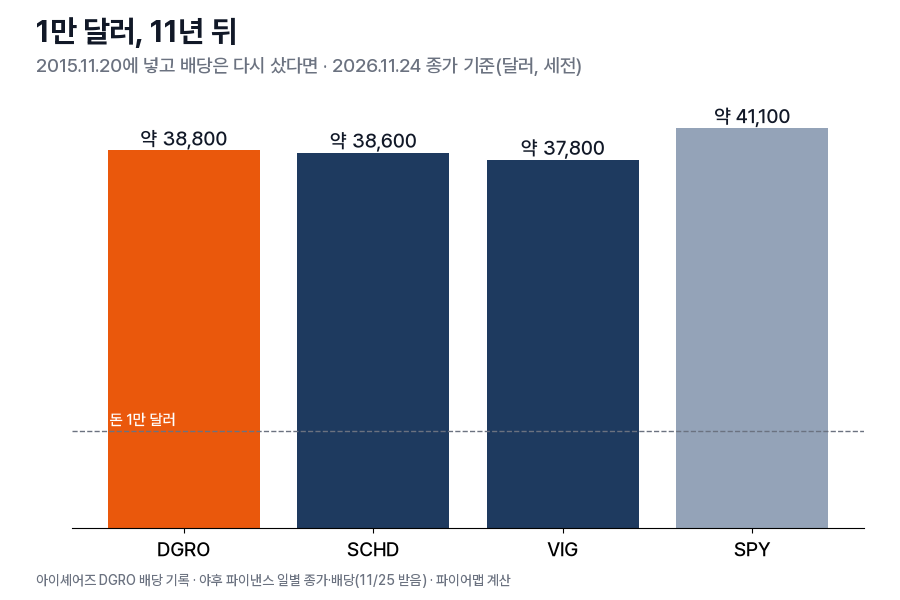 1만 달러, 11년 뒤
2015.11.20에 넣고 배당은 다시 샀다면 · 2026.11.24 종가 기준(달러, 세전)
약 38,800
약 38,600
약 37,800
약 41,100
돈 1만 달러
DGRO
SCHD
VIG
SPY
아이셰어즈 DGRO 배당 기록 · 야후 파이낸스 일별 종가·배당(11/25 받음) · 파이어맵 계산